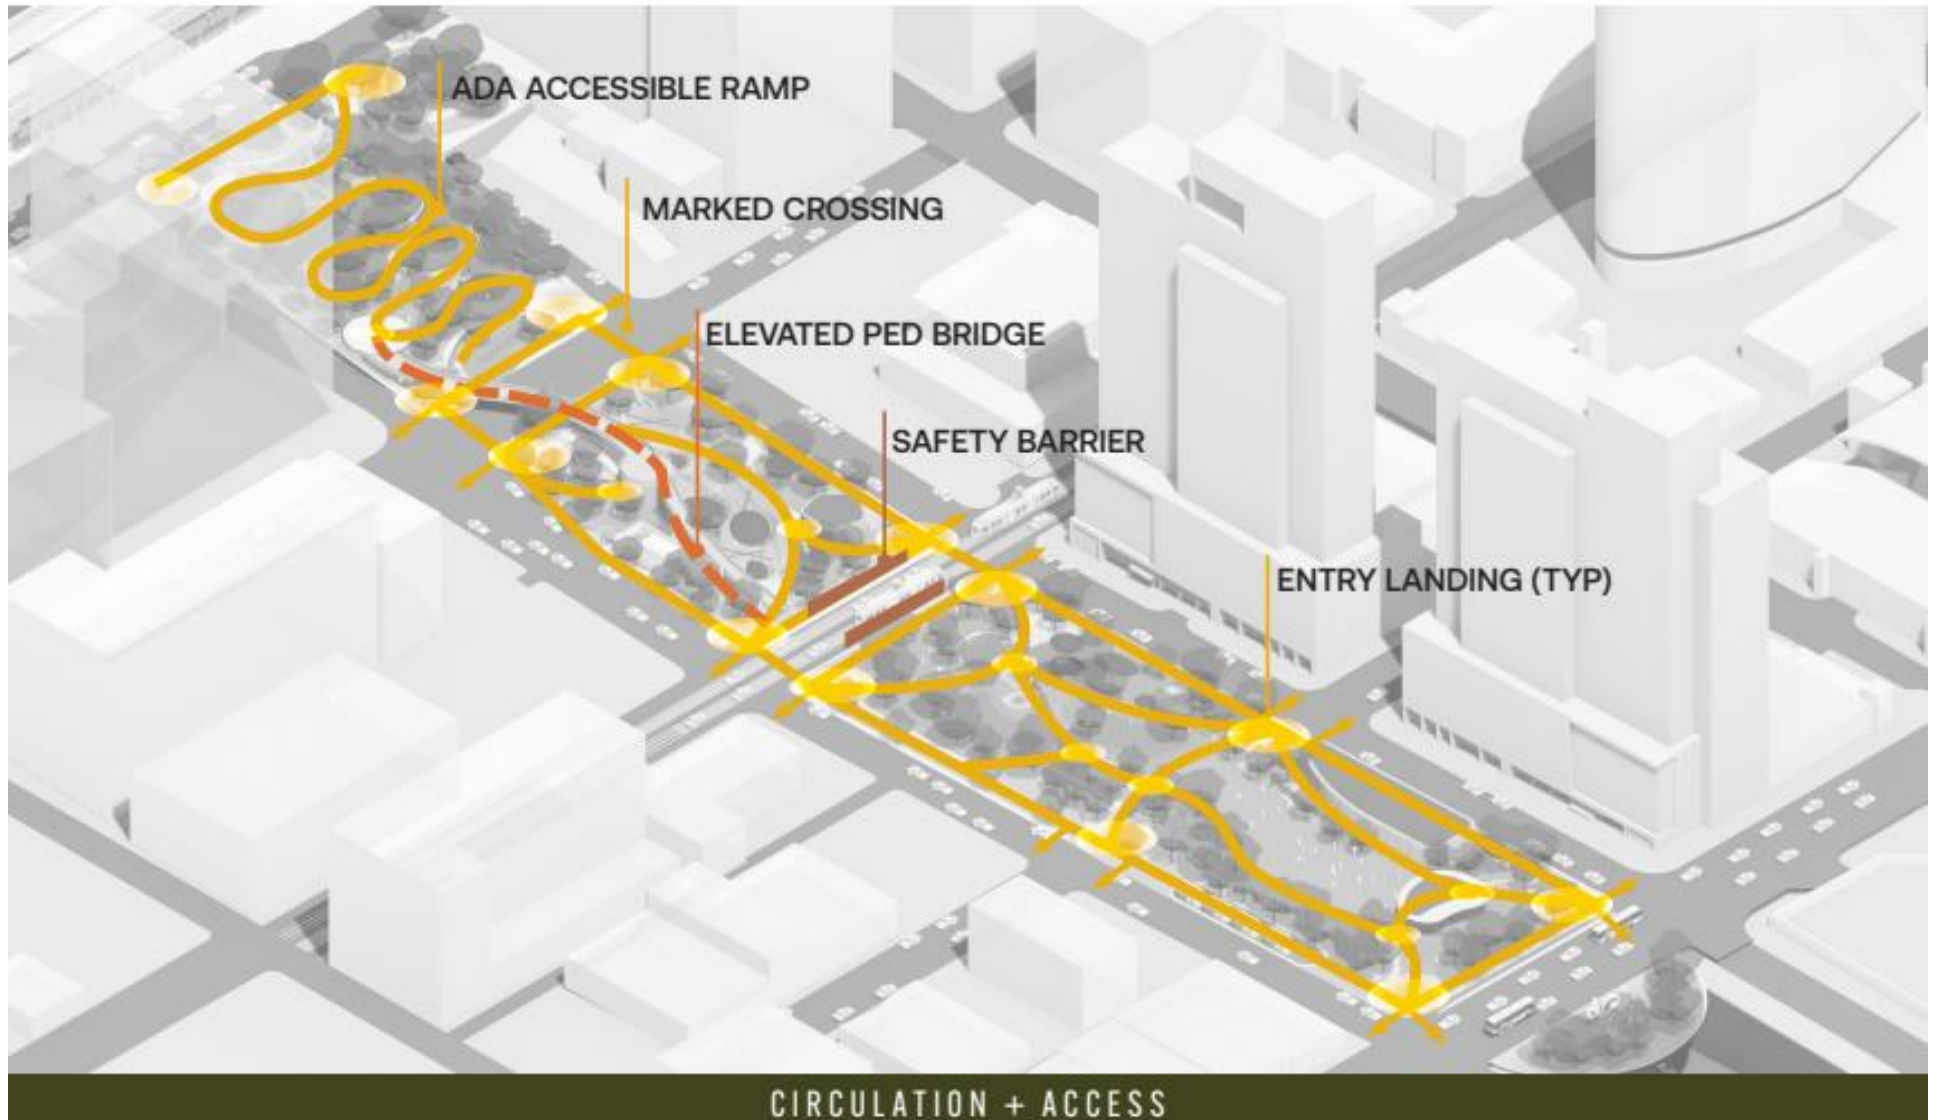 ADA ACCESSIBLE RAMP
MARKED CROSSING
ELEVATED PED BRIDGE
SAFETY BARRIER
ENTRY LANDING (TYP)
CIRCULATION + ACCESS